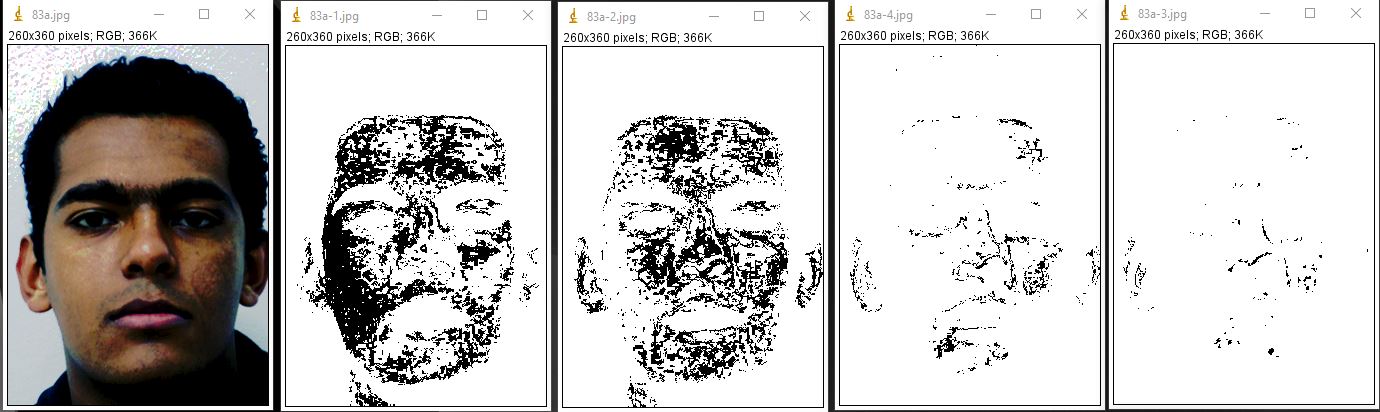 83a.jpg
260x360 pixels; RGB; 366K
83a-1.jpg
260x360 pixels; RGB; 366K
83a-2.jpg
260x360 pixels; RGB; 366K
83a-4.jpg
260x360 pixels; RGB; 366K
83a-3.jpg
260x360 pixels; RGB; 366K